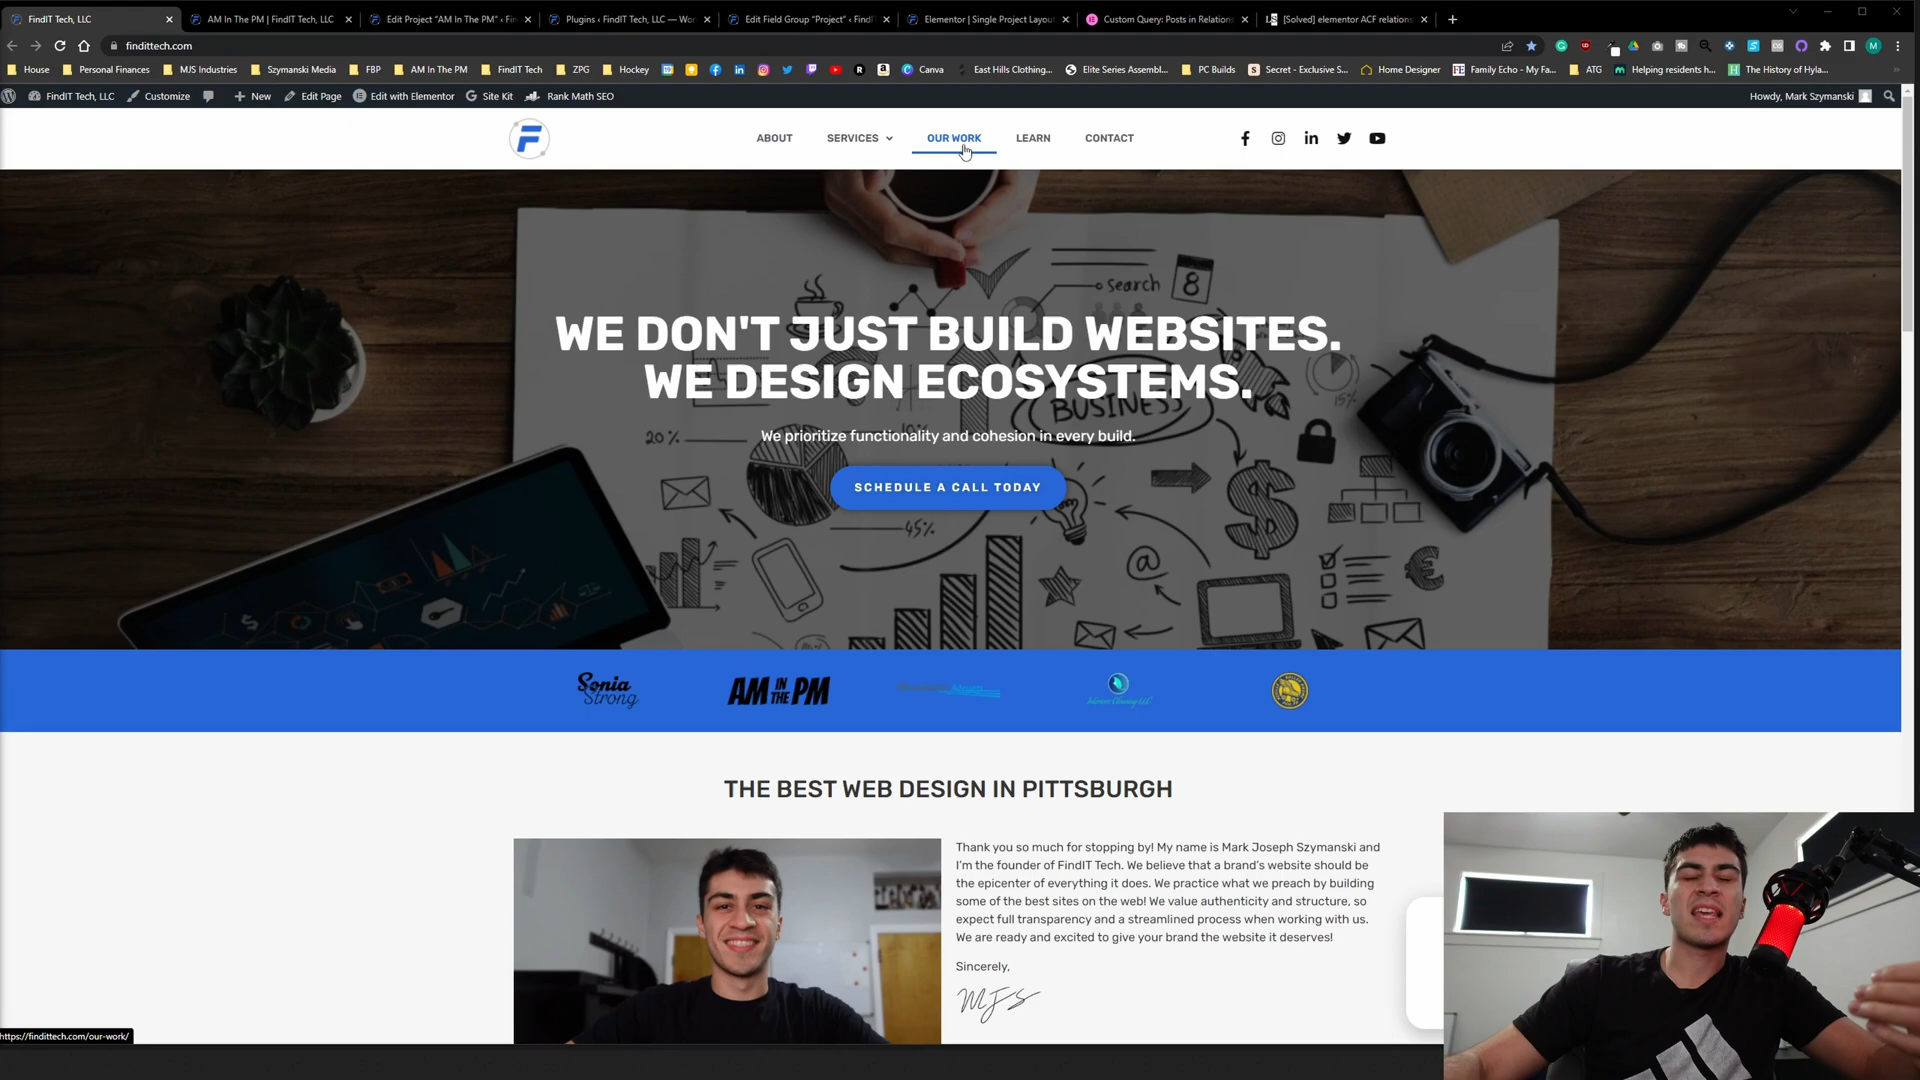 FindIT Tech, LLC
AM In The PM | FindIT Tech, LLC
Edit Project "AM In The PM" ‹ Fin
Plugins ‹ FindIT Tech, LLC — Wor
Edit Field Group "Project" ‹ FindIT
Elementor | Single Project Layou
Custom Query: Posts in Relations
[Solved] elementor ACF relations
findittech.com
House
Personal Finances
MJS Industries
Szymanski Media
FBP
AM In The PM
FindIT Tech
ZPG
Hockey
Canva
East Hills Clothing...
Elite Series Assembl...
PC Builds
Secret - Exclusive S...
Home Designer
Family Echo - My Fa...
ATG
Helping residents h...
The History of Hyla...
FindIT Tech, LLC
Customize
New
Edit Page
Edit with Elementor
Site Kit
Rank Math SEO
Howdy, Mark Szymanski
F
ABOUT
SERVICES
OUR WORK
LEARN
CONTACT
search
8
WE DON'T JUST BUILD WEBSITES.
WE DESIGN ECOSYSTEMS.
15%
BUSINESS
20%
We prioritize functionality and cohesion in every build.
SCHEDULE A CALL TODAY
45%
Sonia
Strong
AM IN THE PM
Interior Cleaning LLC
THE BEST WEB DESIGN IN PITTSBURGH
Thank you so much for stopping by! My name is Mark Joseph Szymanski and
I'm the founder of FindIT Tech. We believe that a brand's website should be
the epicenter of everything it does. We practice what we preach by building
some of the best sites on the web! We value authenticity and structure, so
expect full transparency and a streamlined process when working with us.
We are ready and excited to give your brand the website it deserves!
Sincerely,
MJS
https://findittech.com/our-work/